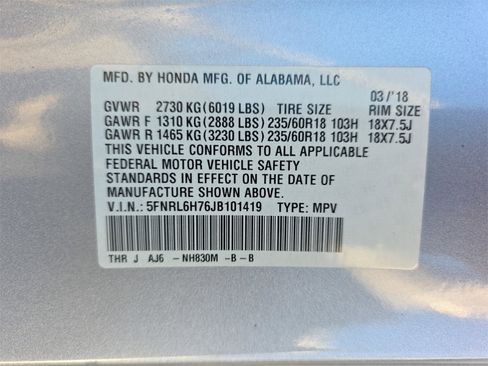 MFD. BY HONDA MFG. OF ALABAMA, LLC
03/'18
GVWR 2730 KG (6019 LBS) TIRE SIZE RIM SIZE
GAWR F 1310 KG (2888 LBS) 235/60R18 103H 18X7.5J
GAWR R 1465 KG (3230 LBS) 235/60R18 103H 18X7.5J
THIS VEHICLE CONFORMS TO ALL APPLICABLE
FEDERAL MOTOR VEHICLE SAFETY
STANDARDS IN EFFECT ON THE DATE OF
MANUFACTURE SHOWN ABOVE.
V.I.N.: 5FNRL6H76JB101419 TYPE: MPV
THR J AJ6 -NH830M -B-B